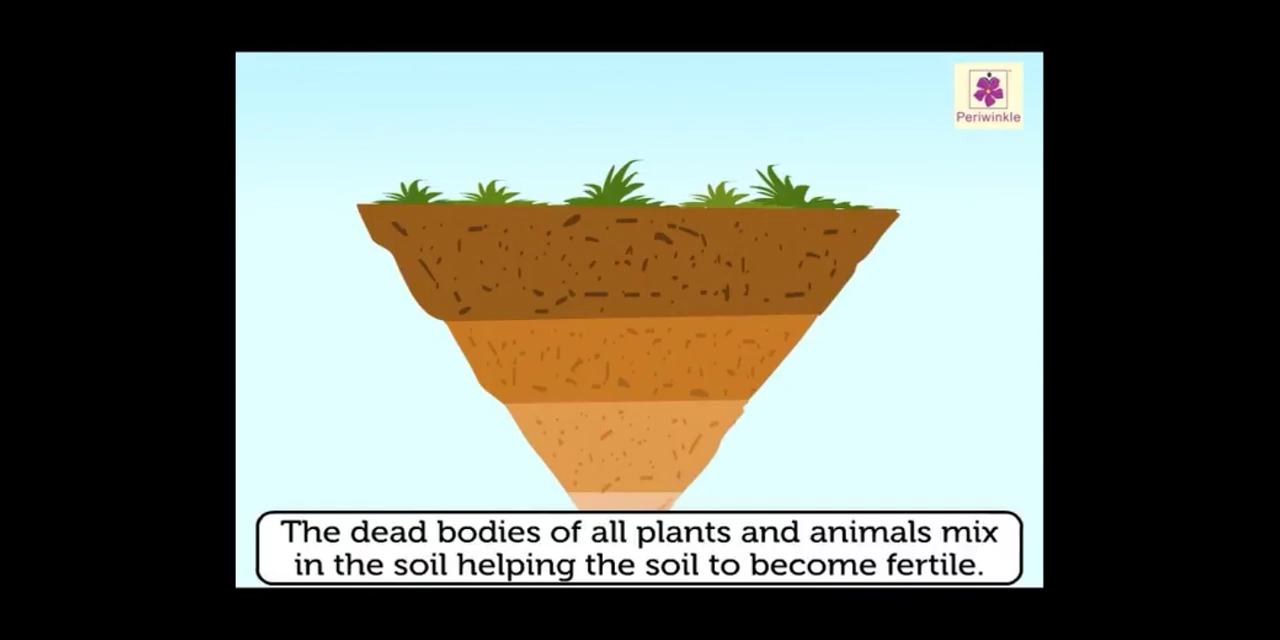 Periwinkle
The dead bodies of all plants and animals mix
in the soil helping the soil to become fertile.